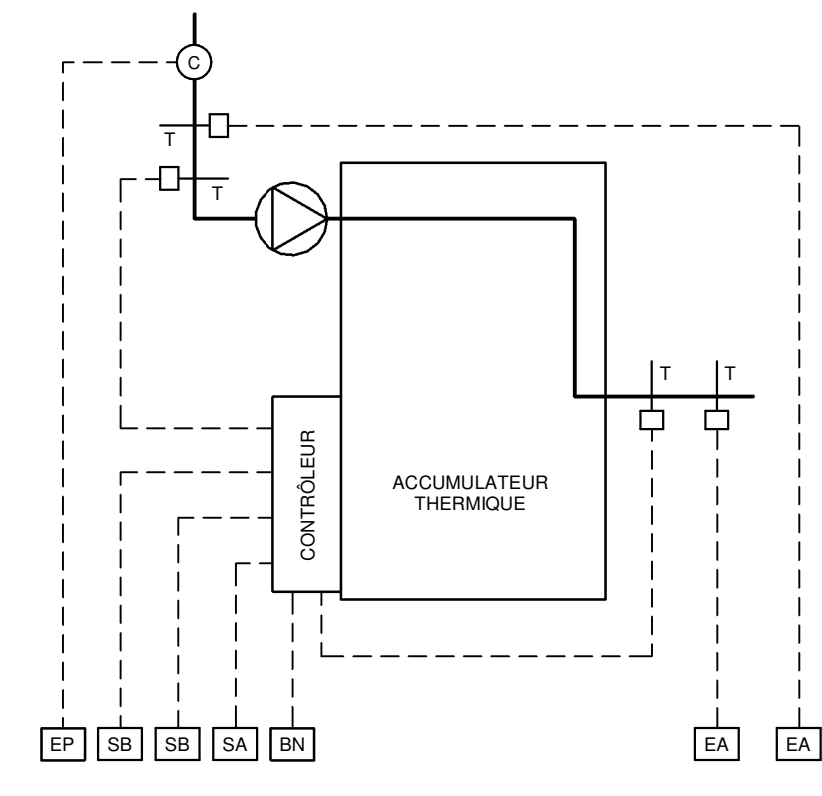 C
T
T
T
T
CONTRÔLEUR
ACCUMULATEUR
THERMIQUE
EP
SB
SB
SA
BN
EA
EA